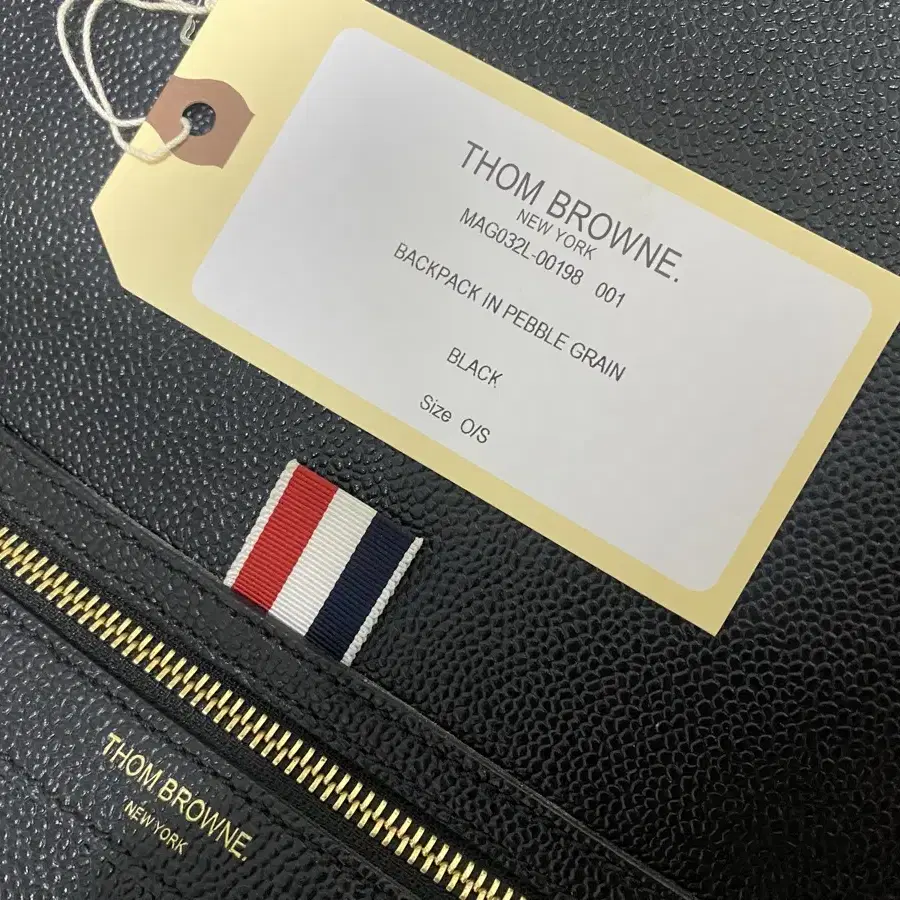 THOM BROWNE.
NEW YORK
MAG032L-00198 001
BACKPACK IN PEBBLE GRAIN
BLACK
Size O/S
THOM BROWNE.
NEW YORK